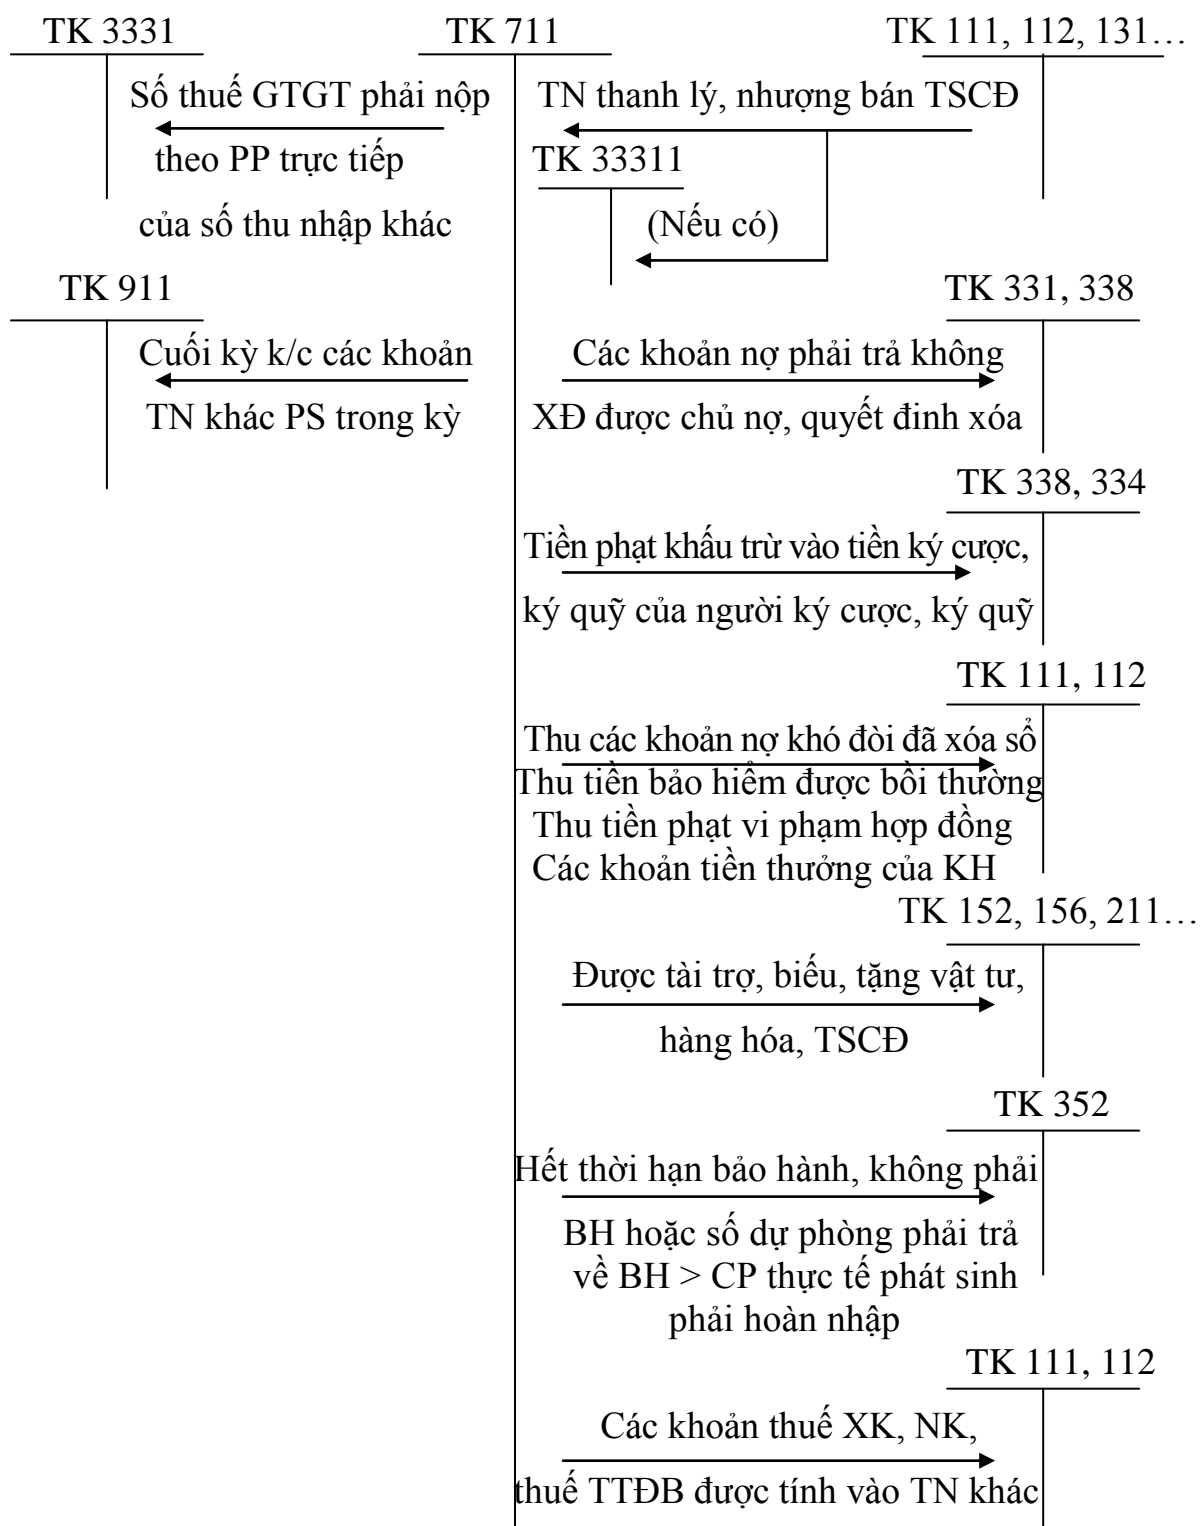 TK 3331
TK 711
TK 111, 112, 131…
Số thuế GTGT phải nộp
theo PP trực tiếp
của số thu nhập khác
TN thanh lý, nhượng bán TSCĐ
TK 33311
(Nếu có)
TK 911
TK 331, 338
Cuối kỳ k/c các khoản
TN khác PS trong kỳ
Các khoản nợ phải trả không
XĐ được chủ nợ, quyết đinh xóa
TK 338, 334
Tiền phạt khấu trừ vào tiền ký cược,
ký quỹ của người ký cược, ký quỹ
TK 111, 112
Thu các khoản nợ khó đòi đã xóa sổ
Thu tiền bảo hiểm được bồi thường
Thu tiền phạt vi phạm hợp đồng
Các khoản tiền thưởng của KH
TK 152, 156, 211…
Được tài trợ, biếu, tặng vật tư,
hàng hóa, TSCĐ
TK 352
Hết thời hạn bảo hành, không phải
BH hoặc số dự phòng phải trả
về BH > CP thực tế phát sinh
phải hoàn nhập
TK 111, 112
Các khoản thuế XK, NK,
thuế TTĐB được tính vào TN khác